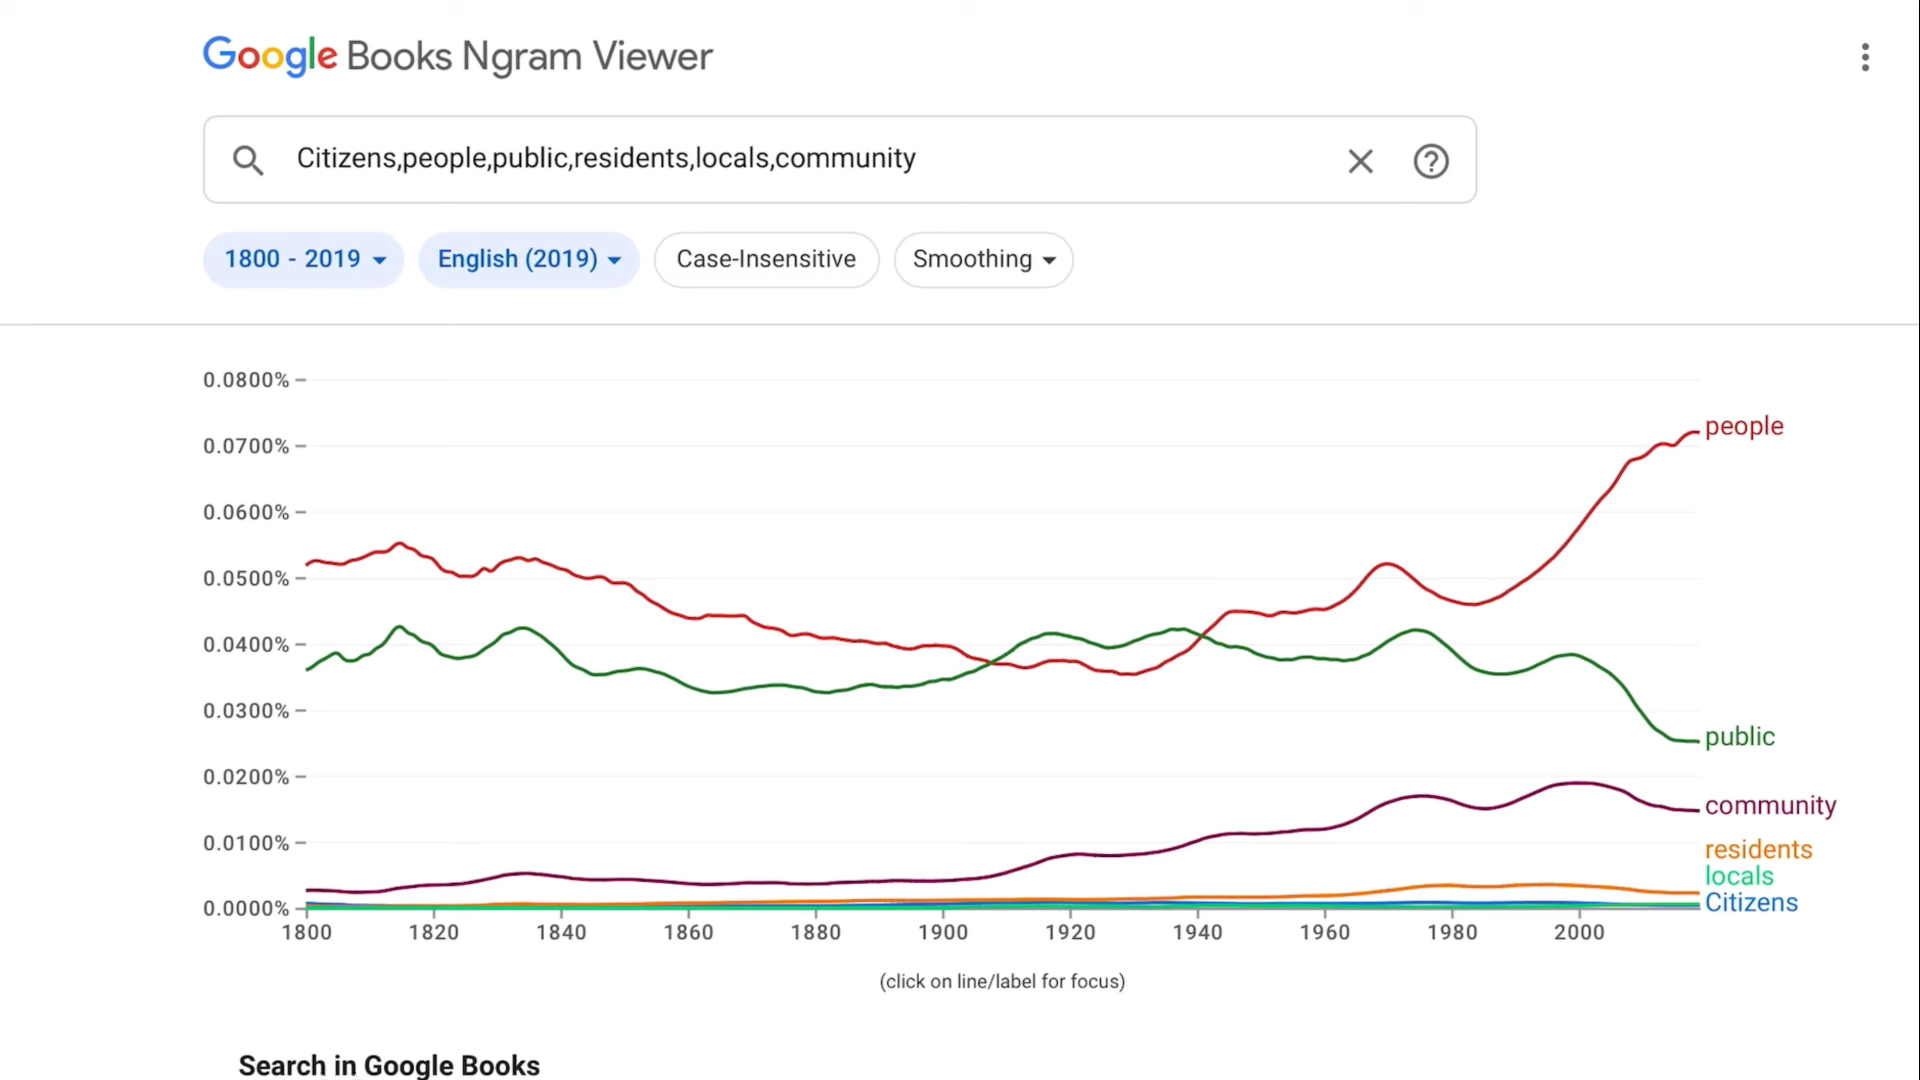 Google Books Ngram Viewer
Citizens,people,public,residents,locals,community
1800 - 2019
English (2019)
Case-Insensitive
Smoothing
0.0800%
0.0700%
0.0600%
0.0500%
0.0400%
0.0300%
0.0200%
0.0100%
0.0000%
people
public
community
residents
locals
Citizens
1800 1820 1840 1860 1880 1900 1920 1940 1960 1980 2000
(click on line/label for focus)
Search in Google Books